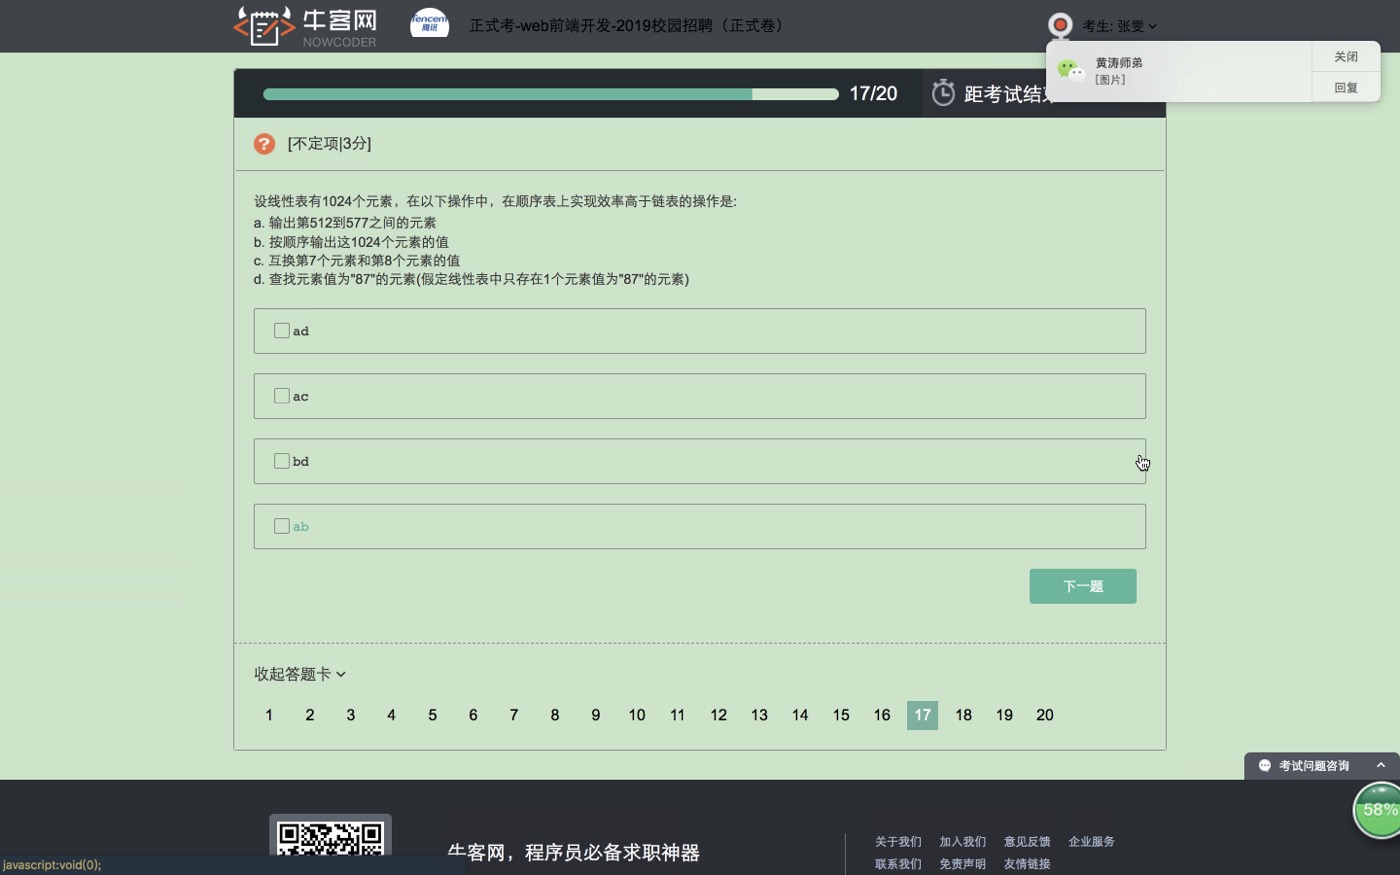 牛客网
NOWCODER
Tencent
腾讯
正式考-web前端开发-2019校园招聘（正式卷）
考生: 张雯
黄涛师弟
[图片]
关闭
回复
17/20
距考试结
? [不定项|3分]
设线性表有1024个元素，在以下操作中，在顺序表上实现效率高于链表的操作是:
a. 输出第512到577之间的元素
b. 按顺序输出这1024个元素的值
c. 互换第7个元素和第8个元素的值
d. 查找元素值为"87"的元素(假定线性表中只存在1个元素值为"87"的元素)
ad
ac
bd
ab
下一题
收起答题卡
1 2 3 4 5 6 7 8 9 10 11 12 13 14 15 16 17 18 19 20
考试问题咨询
58%
牛客网，程序员必备求职神器
关于我们 加入我们 意见反馈 企业服务
联系我们 免责声明 友情链接
javascript:void(0);